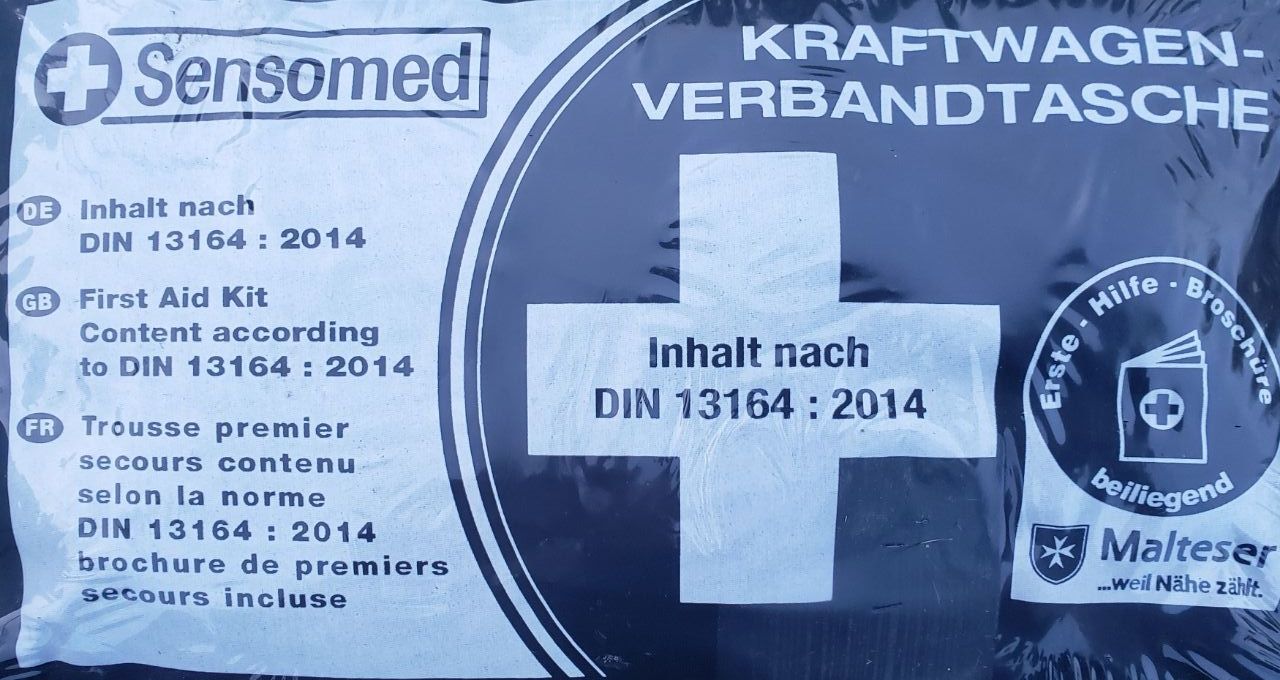 Sensomed
KRAFTWAGEN-
VERBANDTASCHE
DE Inhalt nach
DIN 13164 : 2014
GB First Aid Kit
Content according
to DIN 13164 : 2014
FR Trousse premier
secours contenu
selon la norme
DIN 13164 : 2014
brochure de premiers
secours incluse
Inhalt nach
DIN 13164 : 2014
Erste - Hilfe - Broschüre
beiliegend
Malteser
...weil Nähe zählt.